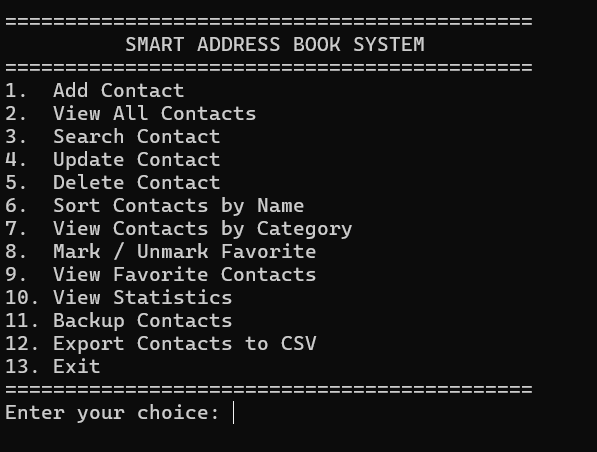 ============================================
SMART ADDRESS BOOK SYSTEM
============================================
1.  Add Contact
2.  View All Contacts
3.  Search Contact
4.  Update Contact
5.  Delete Contact
6.  Sort Contacts by Name
7.  View Contacts by Category
8.  Mark / Unmark Favorite
9.  View Favorite Contacts
10. View Statistics
11. Backup Contacts
12. Export Contacts to CSV
13. Exit
============================================
Enter your choice: